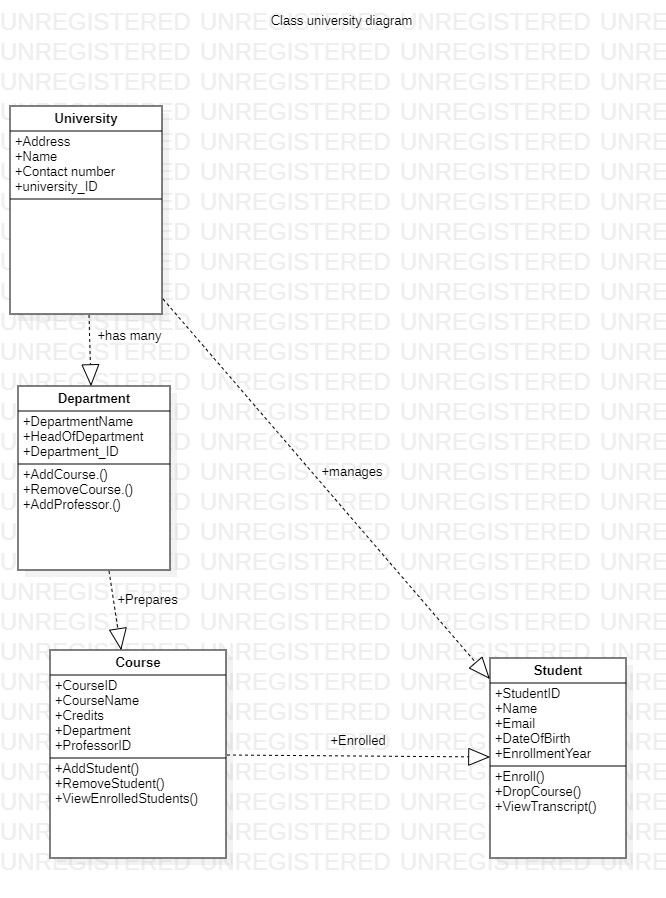 Class university diagram
University
+Address
+Name
+Contact number
+university_ID
+has many
Department
+DepartmentName
+HeadOfDepartment
+Department_ID
+AddCourse.()
+RemoveCourse.()
+AddProfessor.()
+manages
+Prepares
Course
+CourseID
+CourseName
+Credits
+Department
+ProfessorID
+AddStudent()
+RemoveStudent()
+ViewEnrolledStudents()
+Enrolled
Student
+StudentID
+Name
+Email
+DateOfBirth
+EnrollmentYear
+Enroll()
+DropCourse()
+ViewTranscript()
UNREGISTERED